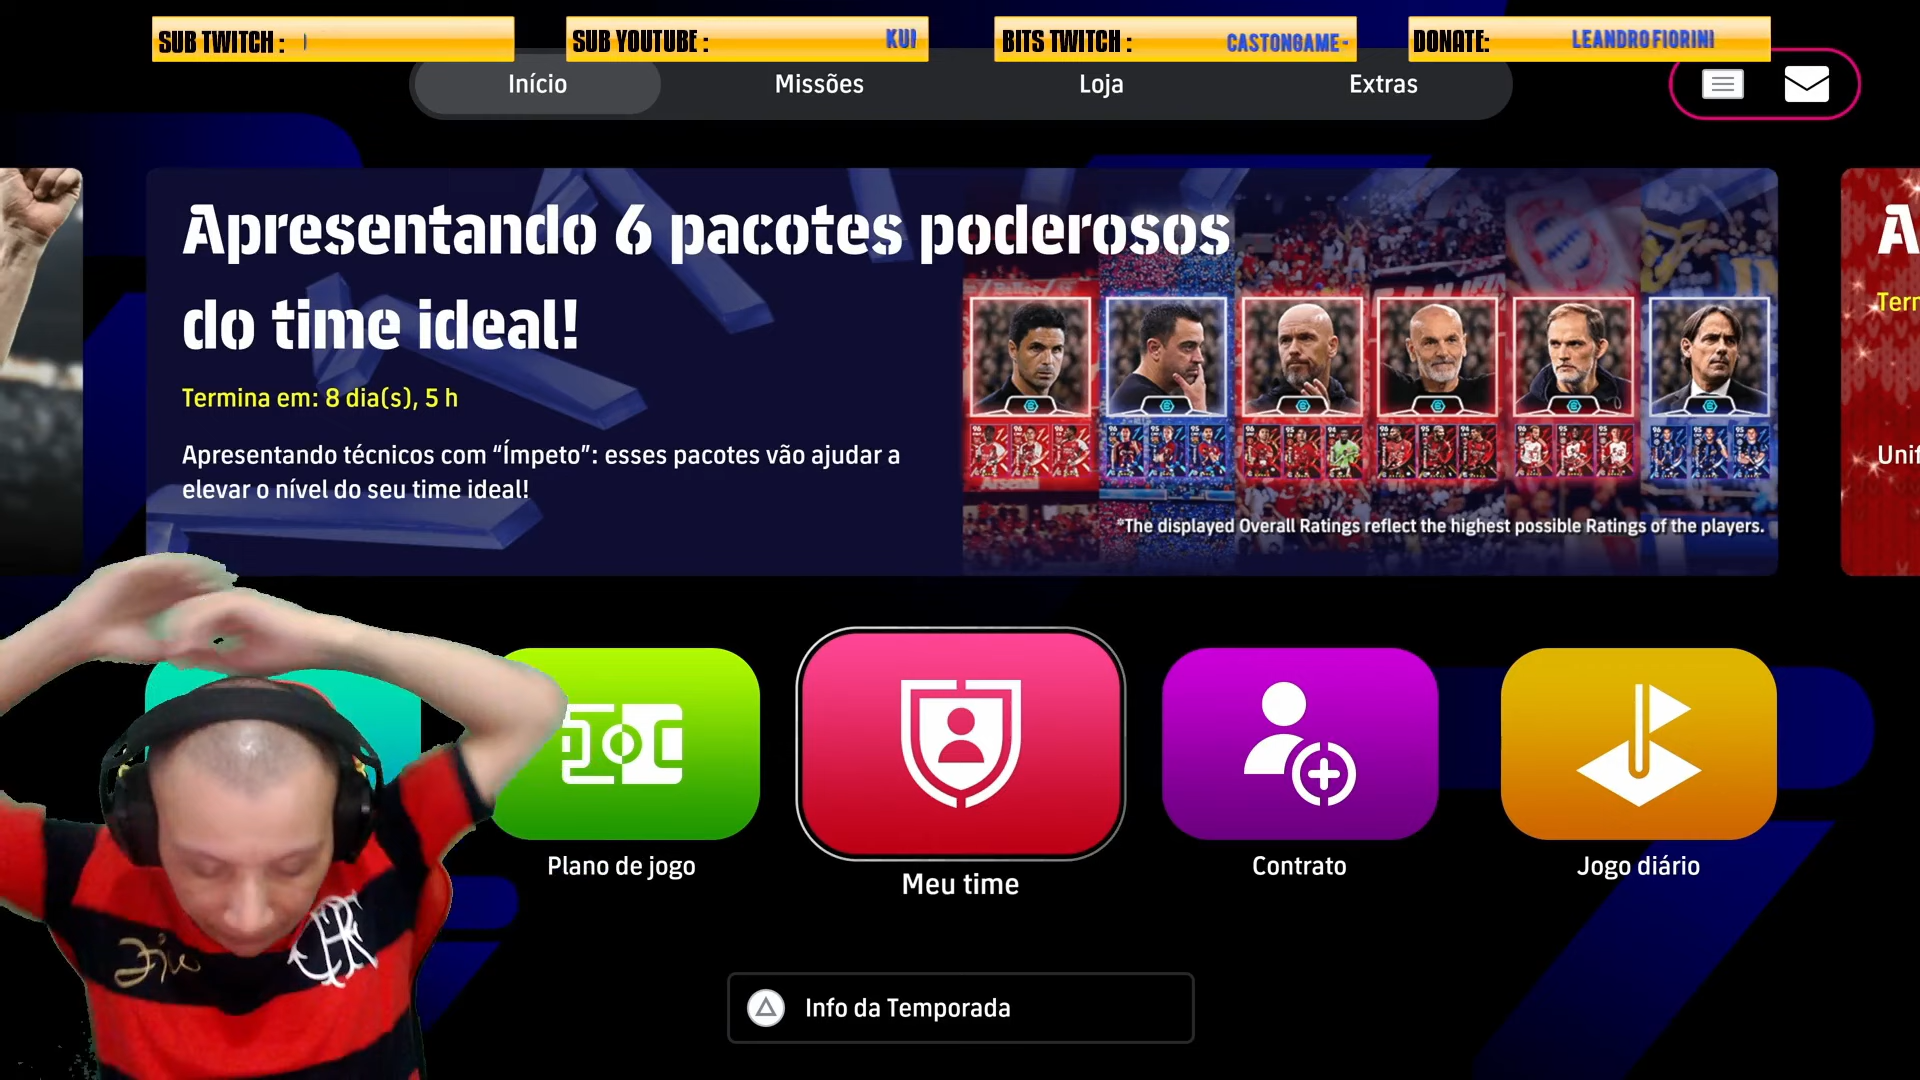 SUB TWITCH :
SUB YOUTUBE : KUI
BITS TWITCH : CASTONGAME-
DONATE: LEANDRO FIORINI
Início
Missões
Loja
Extras
Apresentando 6 pacotes poderosos
do time ideal!
Termina em: 8 dia(s), 5 h
Apresentando técnicos com “Ímpeto”: esses pacotes vão ajudar a
elevar o nível do seu time ideal!
*The displayed Overall Ratings reflect the highest possible Ratings of the players.
Plano de jogo
Meu time
Contrato
Jogo diário
Info da Temporada